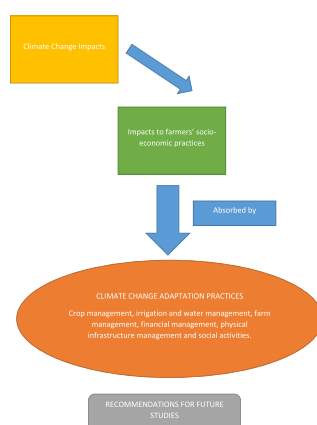 Climate Change Impacts
Impacts to farmers' socio-
economic practices
Absorbed by
CLIMATE CHANGE ADAPTATION PRACTICES
Crop management, irrigation and water management, farm
management, financial management, physical
infrastructure management and social activities.
RECOMMENDATIONS FOR FUTURE
STUDIES